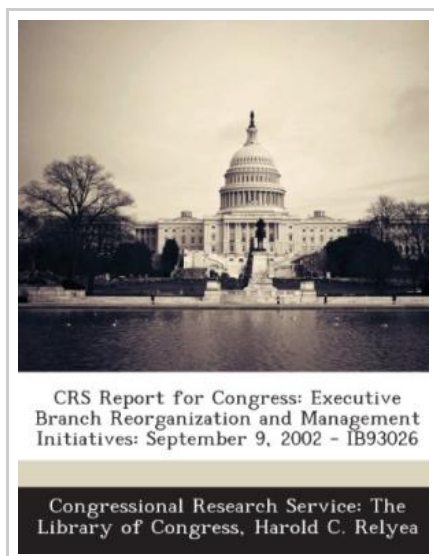 CRS Report for Congress: Executive
Branch Reorganization and Management
Initiatives: September 9, 2002 - IB93026
Congressional Research Service: The
Library of Congress, Harold C. Relyea